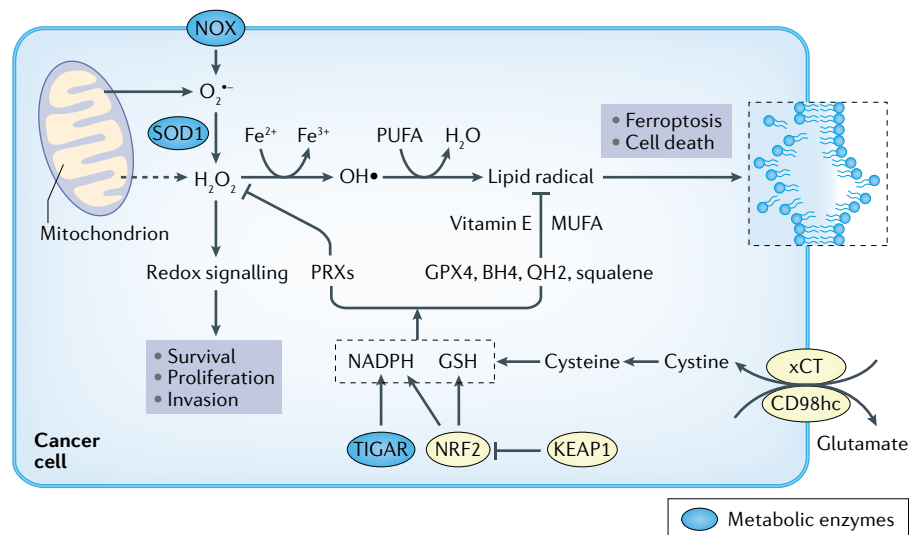 NOX
O₂•−
SOD1
Fe²⁺ Fe³⁺ PUFA H₂O
• Ferroptosis
• Cell death
H₂O₂ OH• Lipid radical
Mitochondrion
Vitamin E MUFA
Redox signalling PRXs GPX4, BH4, QH2, squalene
• Survival
• Proliferation
• Invasion
NADPH GSH Cysteine Cystine xCT
CD98hc
Glutamate
Cancer
cell
TIGAR NRF2 KEAP1
Metabolic enzymes